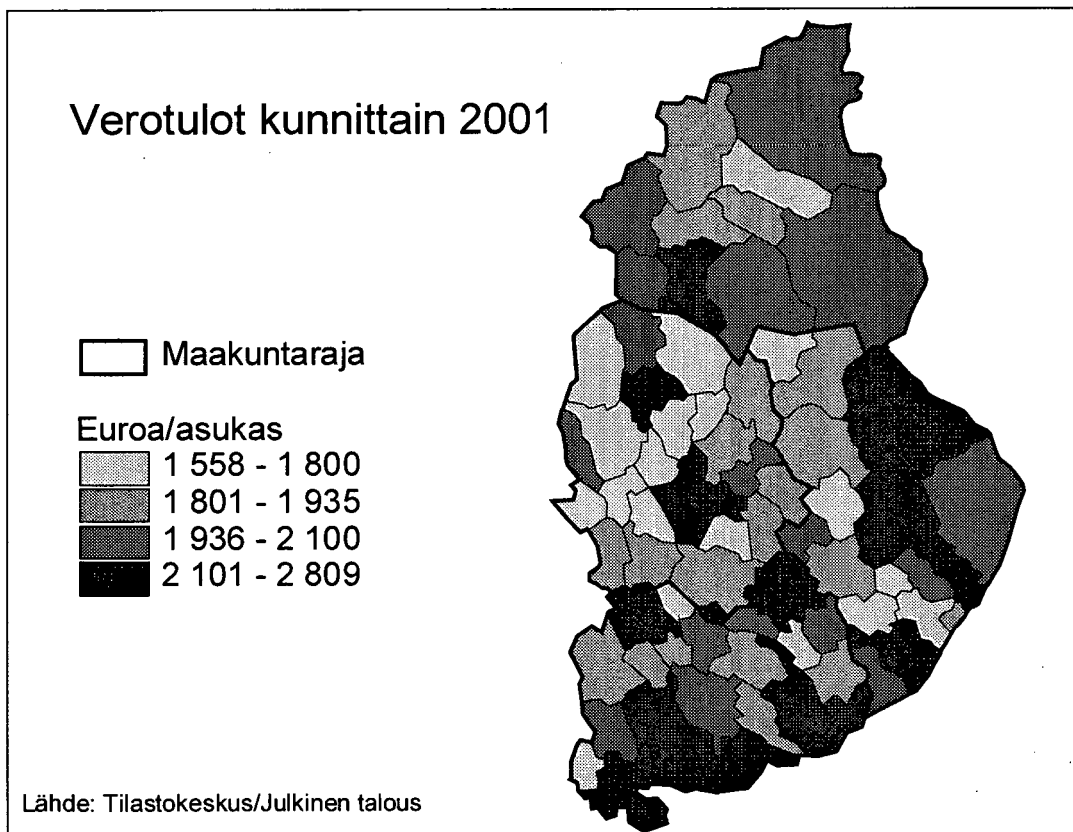 Verotulot kunnittain 2001
Maakuntaraja
Euroa/asukas
1 558 - 1 800
1 801 - 1 935
1 936 - 2 100
2 101 - 2 809
Lähde: Tilastokeskus/Julkinen talous